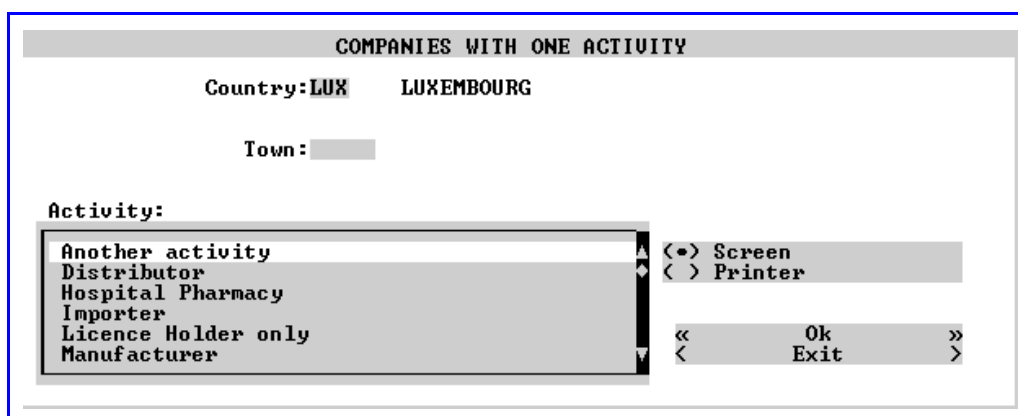 COMPANIES WITH ONE ACTIVITY
Country:LUX LUXEMBOURG
Town:
Activity:
Another activity
Distributor
Hospital Pharmacy
Importer
Licence Holder only
Manufacturer
(•) Screen
( ) Printer
« Ok »
< Exit >